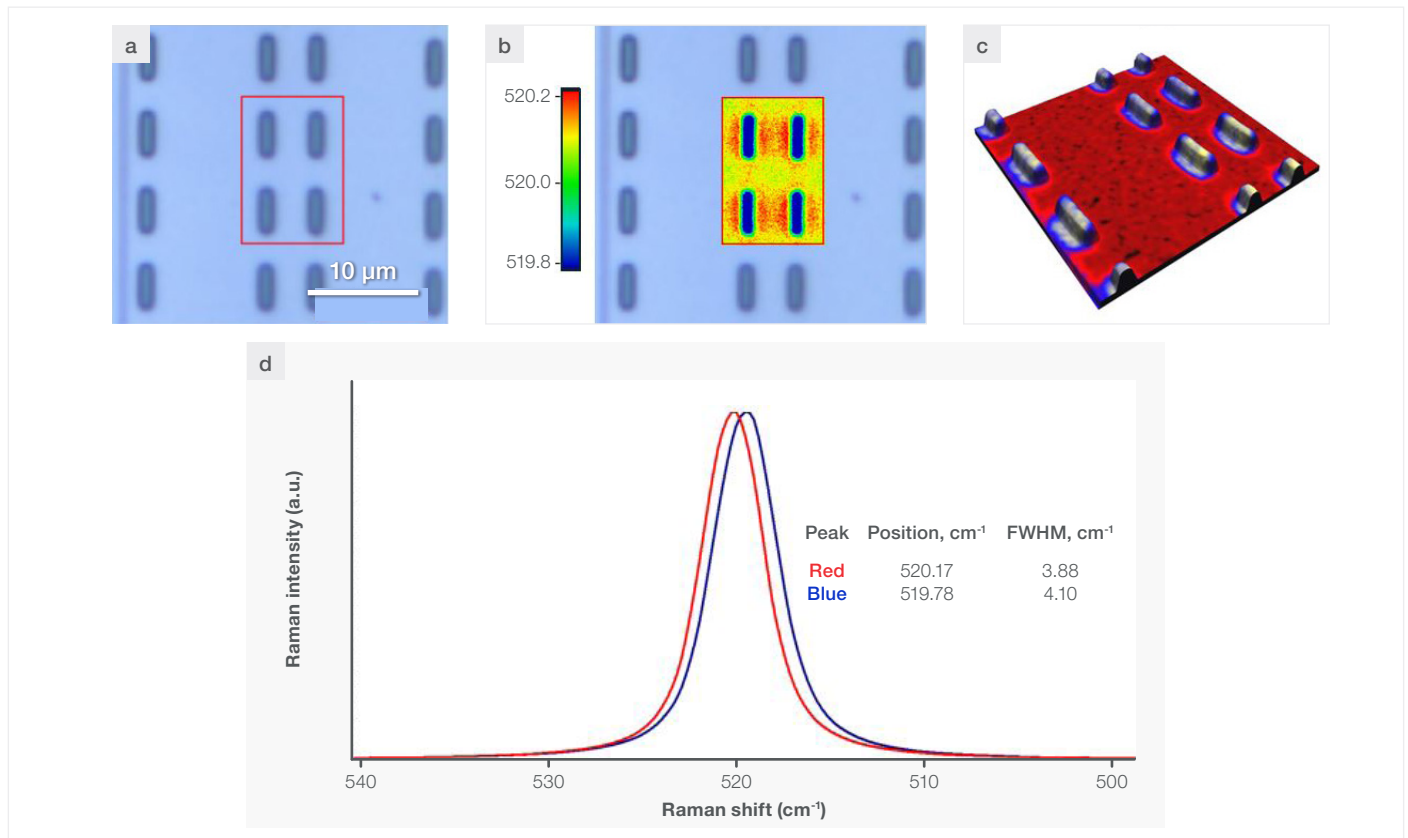 a
10 µm
b
520.2
520.0
519.8
c
d
Raman intensity (a.u.)
Peak Position, cm⁻¹ FWHM, cm⁻¹
Red 520.17 3.88
Blue 519.78 4.10
540 530 520 510 500
Raman shift (cm⁻¹)